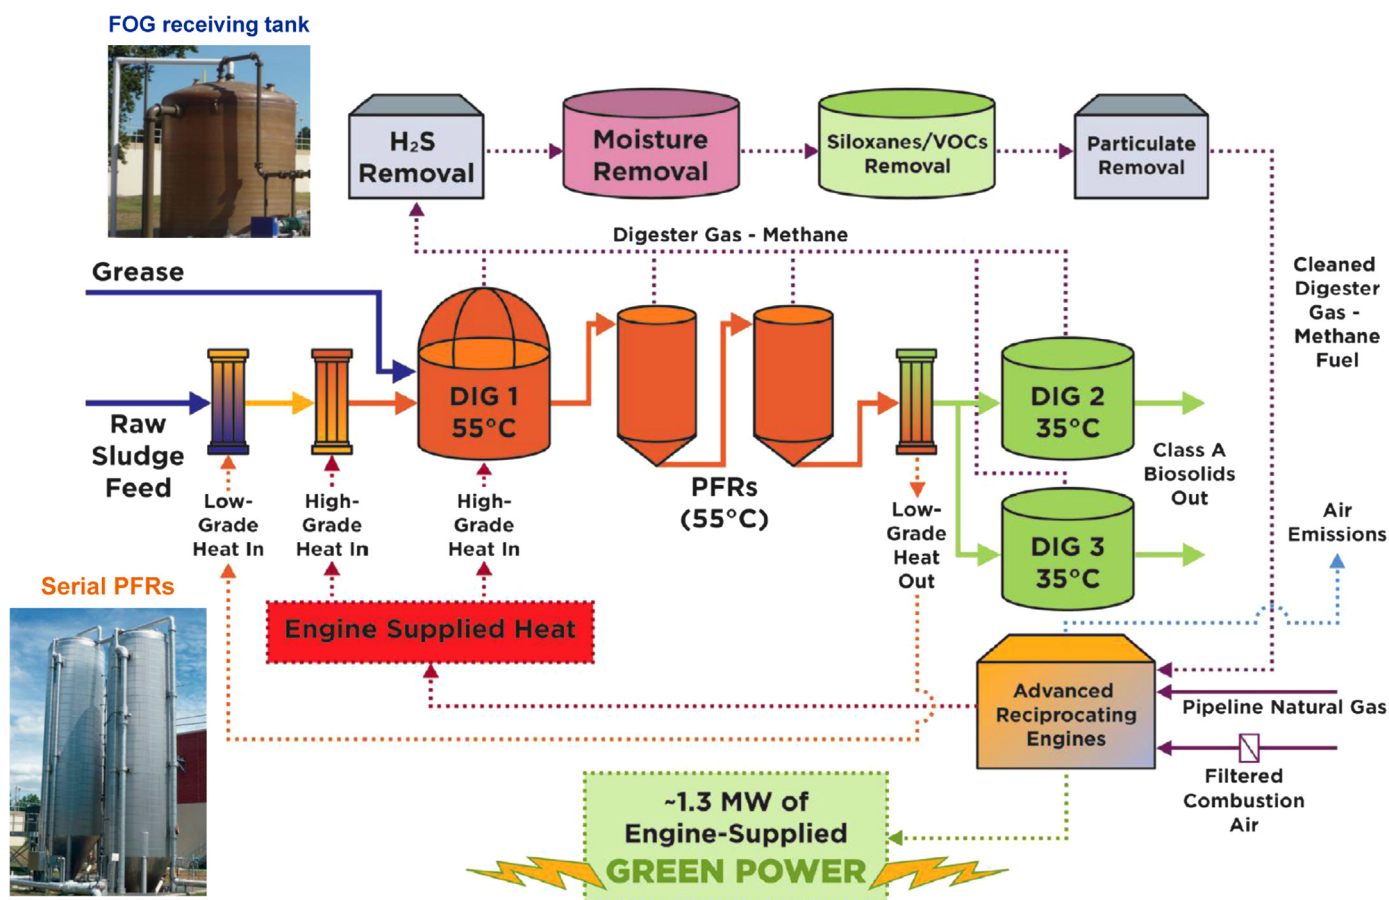 FOG receiving tank
H₂S
Removal
Moisture
Removal
Siloxanes/VOCs
Removal
Particulate
Removal
Digester Gas - Methane
Grease
Cleaned
Digester
Gas -
Methane
Fuel
Raw
Sludge
Feed
DIG 1
55°C
DIG 2
35°C
PFRs
(55°C)
Class A
Biosolids
Out
Low-
Grade
Heat In
High-
Grade
Heat In
High-
Grade
Heat In
Low-
Grade
Heat
Out
DIG 3
35°C
Air
Emissions
Serial PFRs
Engine Supplied Heat
Advanced
Reciprocating
Engines
Pipeline Natural Gas
Filtered
Combustion
Air
~1.3 MW of
Engine-Supplied
GREEN POWER